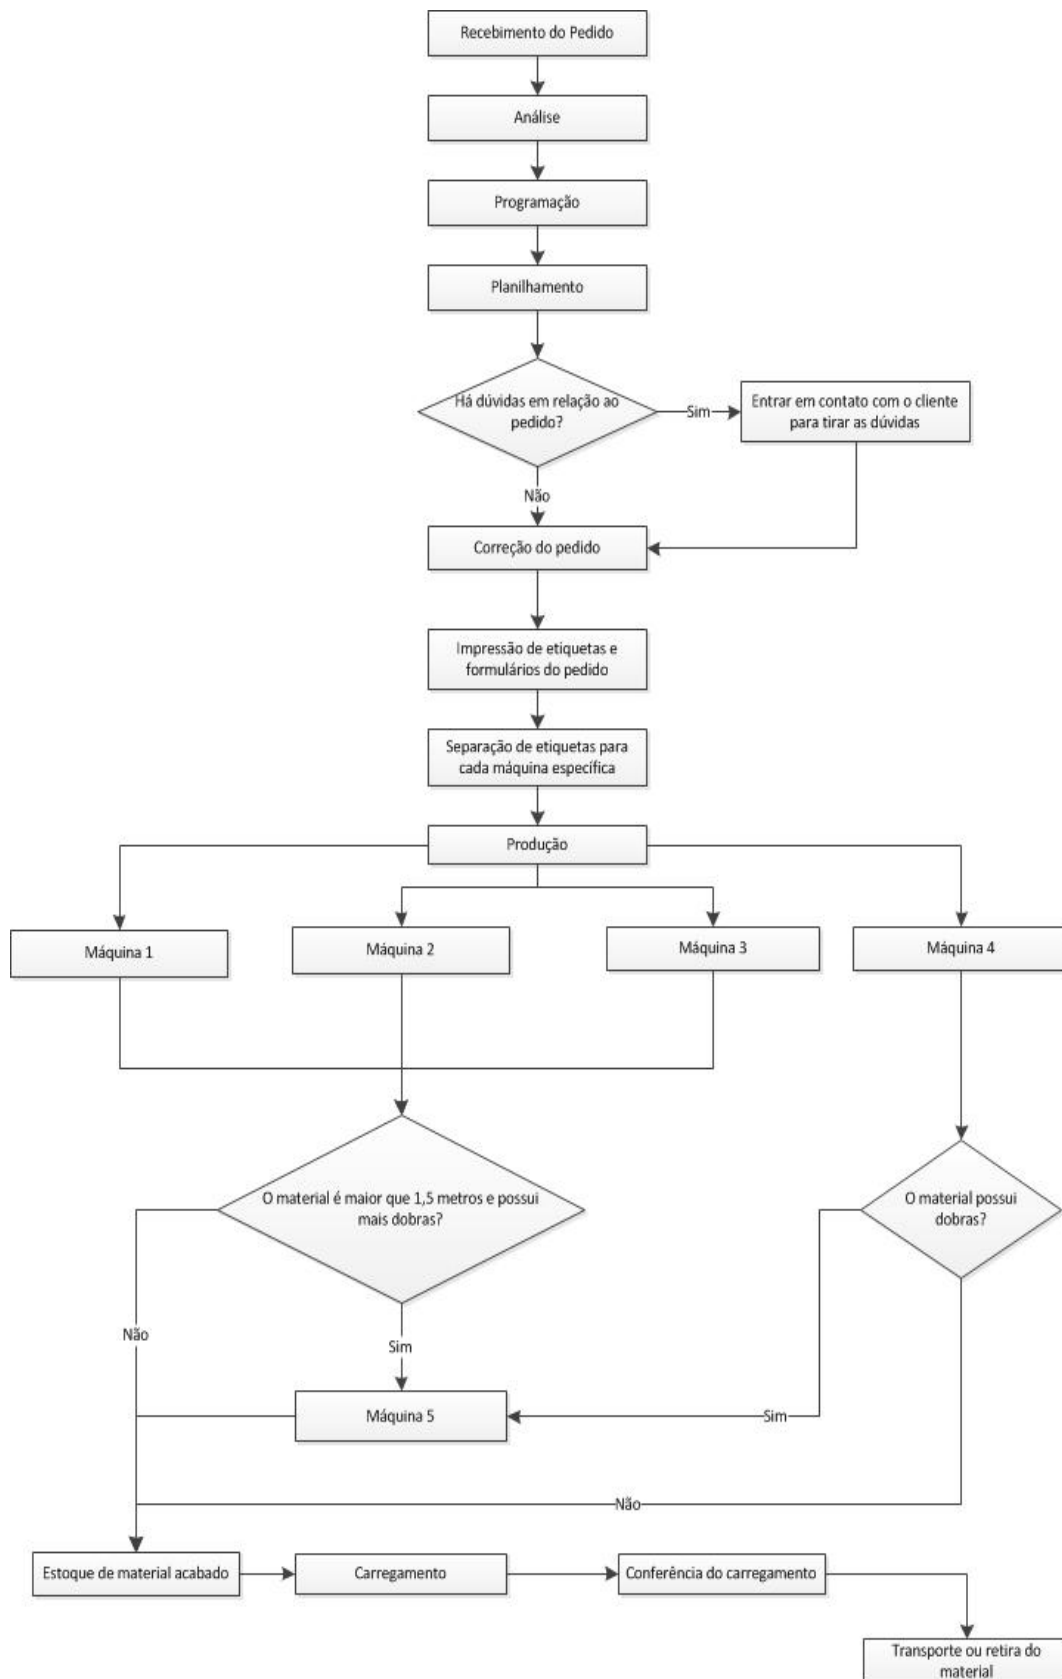 Recebimento do Pedido
Análise
Programação
Planilhamento
Há dúvidas em relação ao
pedido?
Sim
Entrar em contato com o cliente
para tirar as dúvidas
Não
Correção do pedido
Impressão de etiquetas e
formulários do pedido
Separação de etiquetas para
cada máquina específica
Produção
Máquina 1
Máquina 2
Máquina 3
Máquina 4
O material é maior que 1,5 metros e possui
mais dobras?
O material possui
dobras?
Não
Sim
Máquina 5
Sim
Não
Estoque de material acabado
Carregamento
Conferência do carregamento
Transporte ou retira do
material